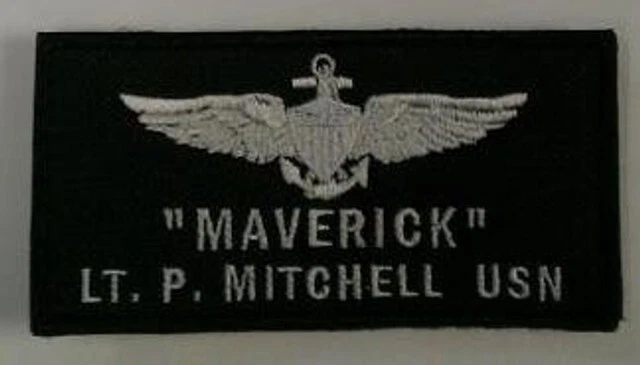 "MAVERICK"
LT. P. MITCHELL USN